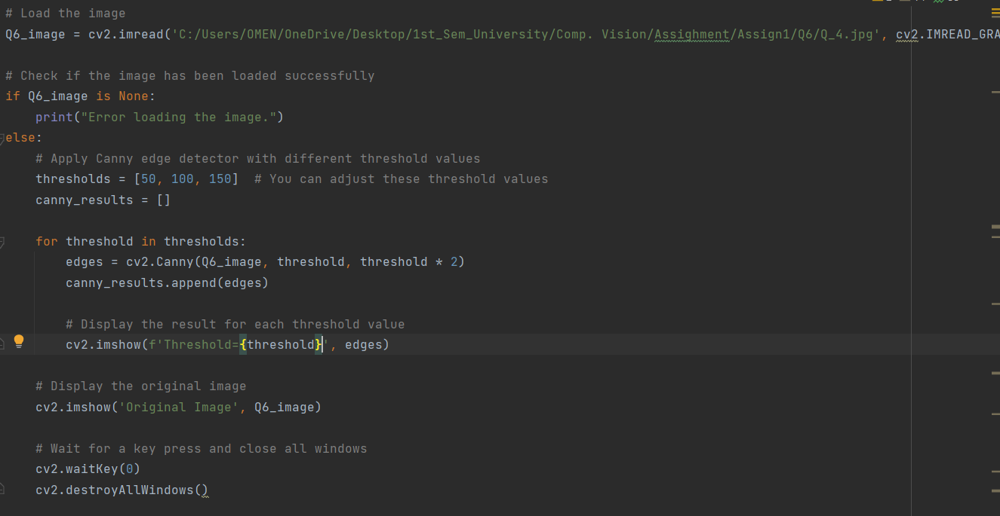 # Load the image
Q6_image = cv2.imread('C:/Users/OMEN/OneDrive/Desktop/1st_Sem_University/Comp. Vision/Assighment/Assign1/Q6/Q_4.jpg', cv2.IMREAD_GRA
# Check if the image has been loaded successfully
if Q6_image is None:
    print("Error loading the image.")
else:
    # Apply Canny edge detector with different threshold values
    thresholds = [50, 100, 150]  # You can adjust these threshold values
    canny_results = []
    for threshold in thresholds:
        edges = cv2.Canny(Q6_image, threshold, threshold * 2)
        canny_results.append(edges)
        # Display the result for each threshold value
        cv2.imshow(f'Threshold={threshold}', edges)
    # Display the original image
    cv2.imshow('Original Image', Q6_image)
    # Wait for a key press and close all windows
    cv2.waitKey(0)
    cv2.destroyAllWindows()